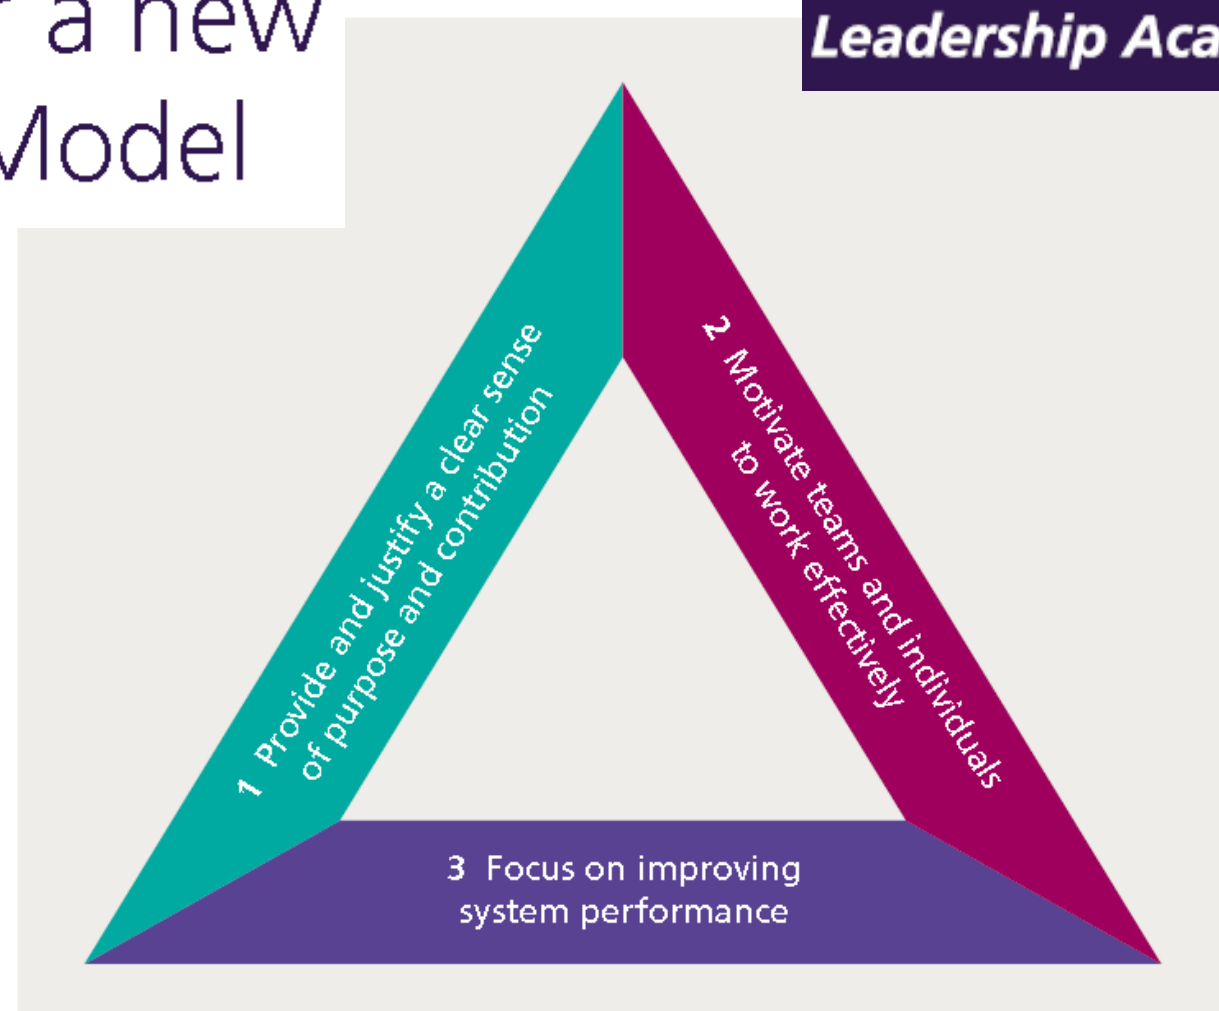 a new
Model
Leadership
1 Provide and justify a clear sense
of purpose and contribution
2 Motivate teams and individuals
to work effectively
3 Focus on improving
system performance